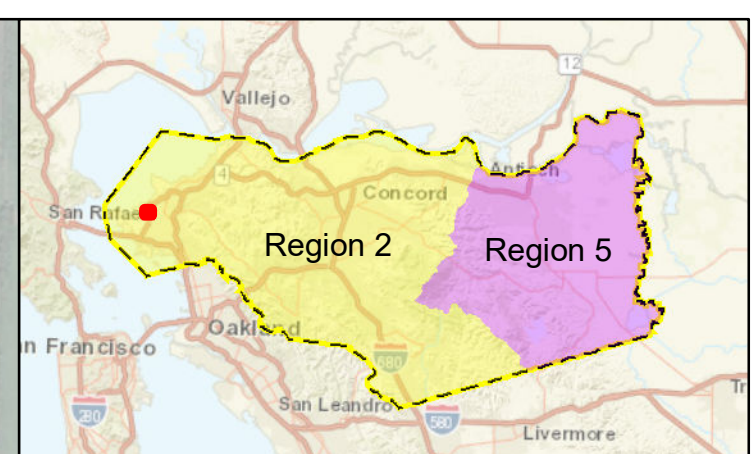 12
Vallejo
4
Antioch
Concord
San Rafael
Region 2
Region 5
Oakland
n Francisco
680
San Leandro
280
580
Tr
Livermore